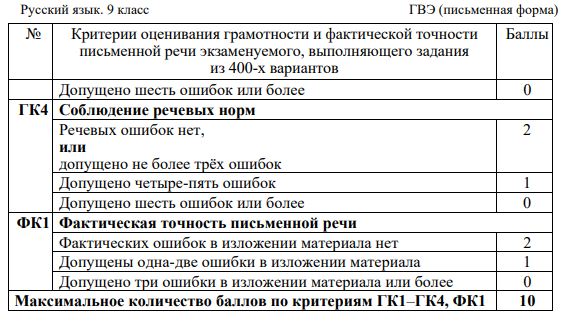 Русский язык. 9 класс ГВЭ (письменная форма)
№ Критерии оценивания грамотности и фактической точности Баллы
письменной речи экзаменуемого, выполняющего задания
из 400-х вариантов
Допущено шесть ошибок или более 0
ГК4 Соблюдение речевых норм
Речевых ошибок нет, 2
или
допущено не более трёх ошибок
Допущено четыре-пять ошибок 1
Допущено шесть ошибок или более 0
ФК1 Фактическая точность письменной речи
Фактических ошибок в изложении материала нет 2
Допущены одна-две ошибки в изложении материала 1
Допущено три ошибки в изложении материала или более 0
Максимальное количество баллов по критериям ГК1–ГК4, ФК1 10